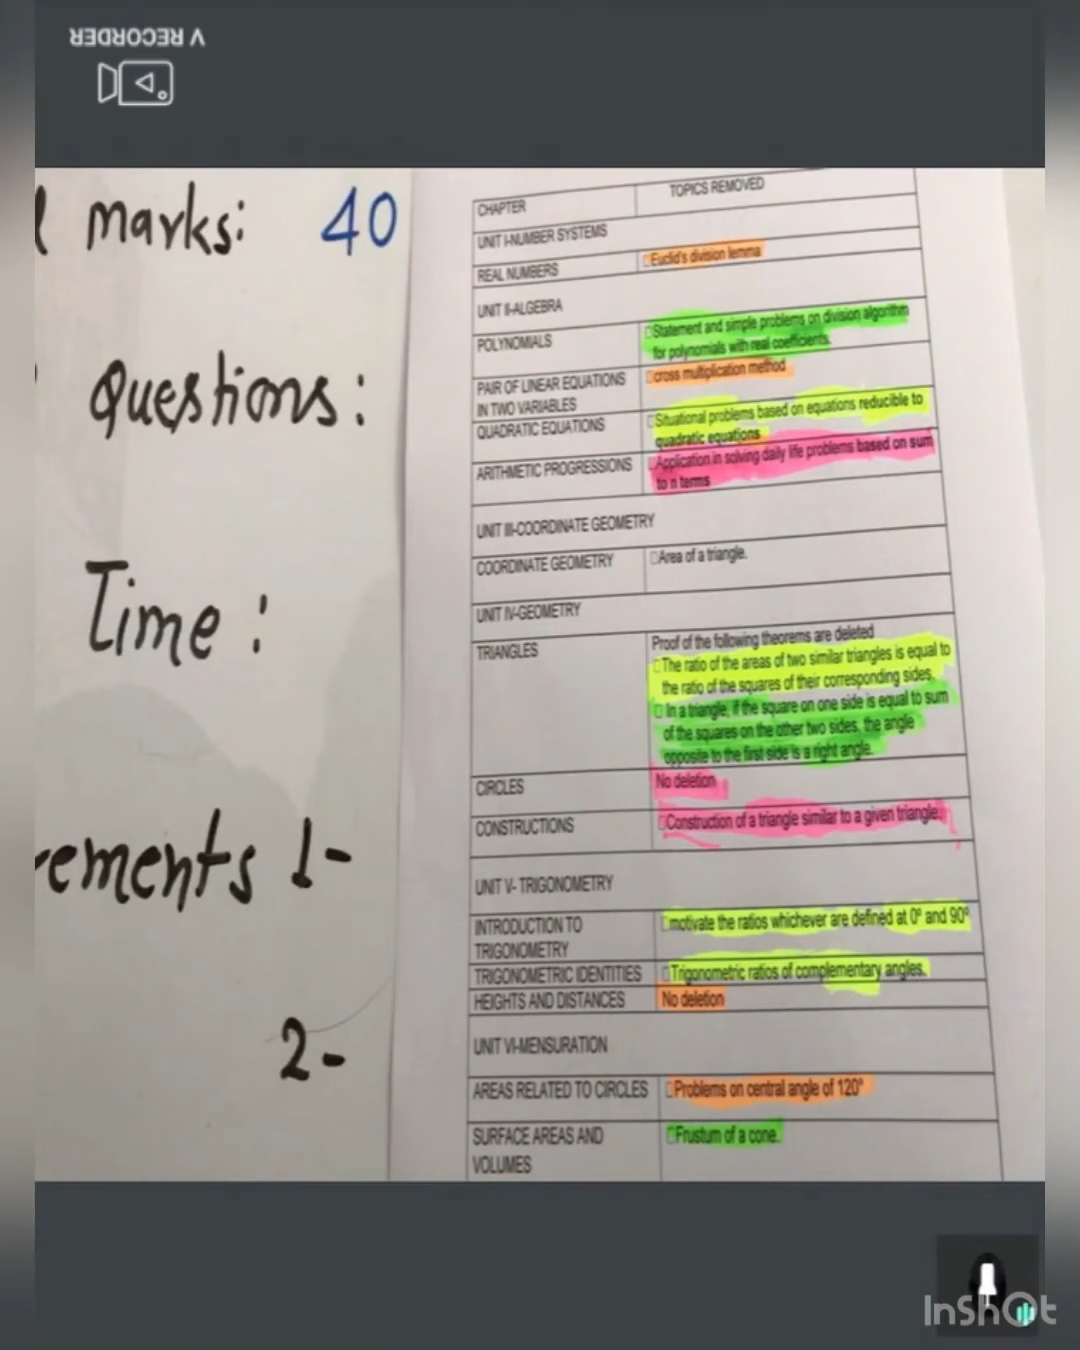 V RECORDER
marks: 40
Questions:
Time:
ements 1-
2-
CHAPTER TOPICS REMOVED
UNIT I-NUMBER SYSTEMS
REAL NUMBERS Euclid's division lemma
UNIT II-ALGEBRA
POLYNOMIALS Statement and simple problems on division algorithm
for polynomials with real coefficients.
PAIR OF LINEAR EQUATIONS cross multiplication method
IN TWO VARIABLES
QUADRATIC EQUATIONS Situational problems based on equations reducible to
quadratic equations
ARITHMETIC PROGRESSIONS Application in solving daily life problems based on sum
to n terms
UNIT III-COORDINATE GEOMETRY
COORDINATE GEOMETRY Area of a triangle.
UNIT IV-GEOMETRY
TRIANGLES Proof of the following theorems are deleted
The ratio of the areas of two similar triangles is equal to
the ratio of the squares of their corresponding sides.
In a triangle, if the square on one side is equal to sum
of the squares on the other two sides, the angle
opposite to the first side is a right angle.
CIRCLES No deletion
CONSTRUCTIONS Construction of a triangle similar to a given triangle.
UNIT V- TRIGONOMETRY
INTRODUCTION TO motivate the ratios whichever are defined at 0° and 90°
TRIGONOMETRY
TRIGONOMETRIC IDENTITIES Trigonometric ratios of complementary angles.
HEIGHTS AND DISTANCES No deletion
UNIT VI-MENSURATION
AREAS RELATED TO CIRCLES Problems on central angle of 120°
SURFACE AREAS AND Frustum of a cone.
VOLUMES
InShOt